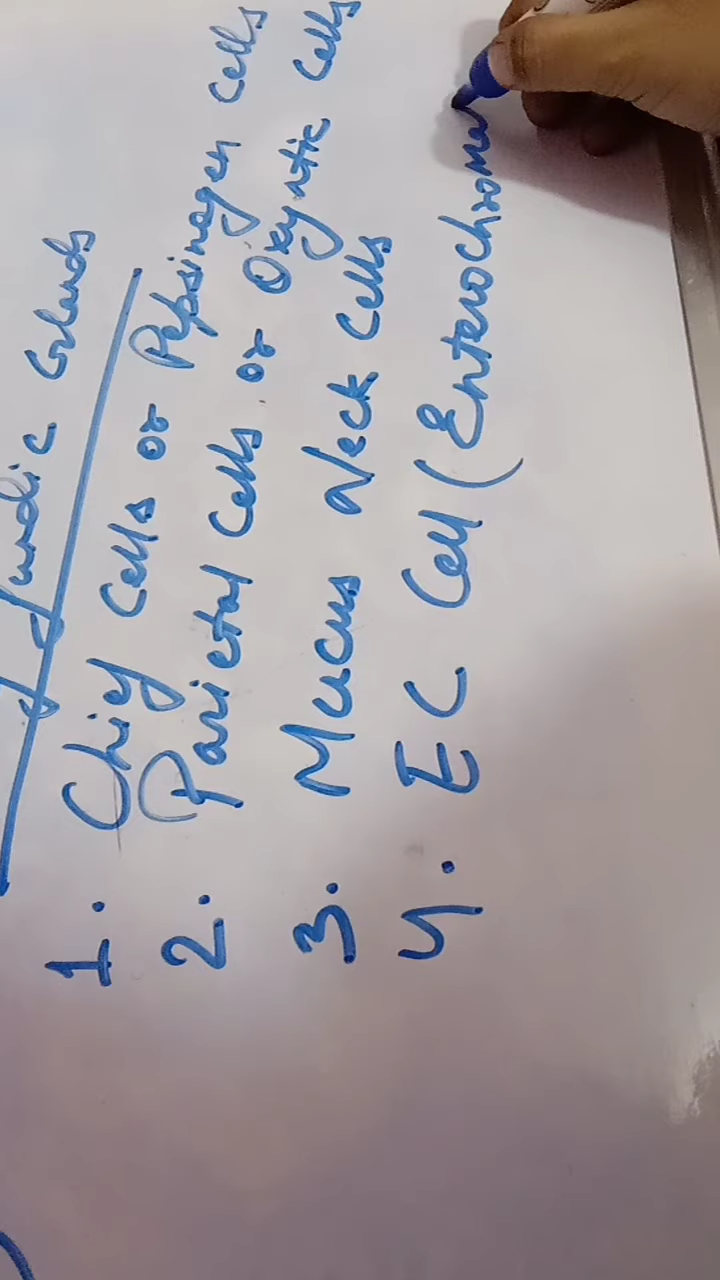 fundic Glands
1. Chief Cells or Pepsinogen Cells
2. Parietal Cells or Oxyntic Cells
3. Mucus Neck Cells
4. EC Cell (Enterochroma